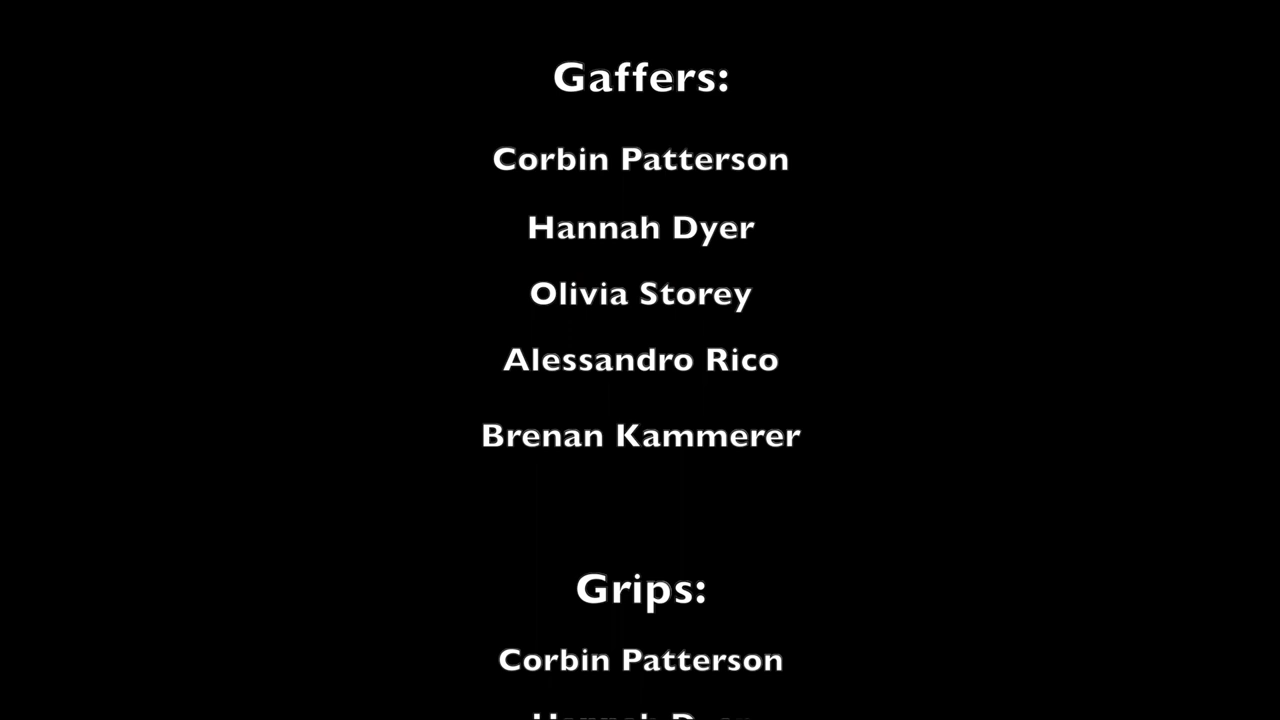 Gaffers:
Corbin Patterson
Hannah Dyer
Olivia Storey
Alessandro Rico
Brenan Kammerer
Grips:
Corbin Patterson